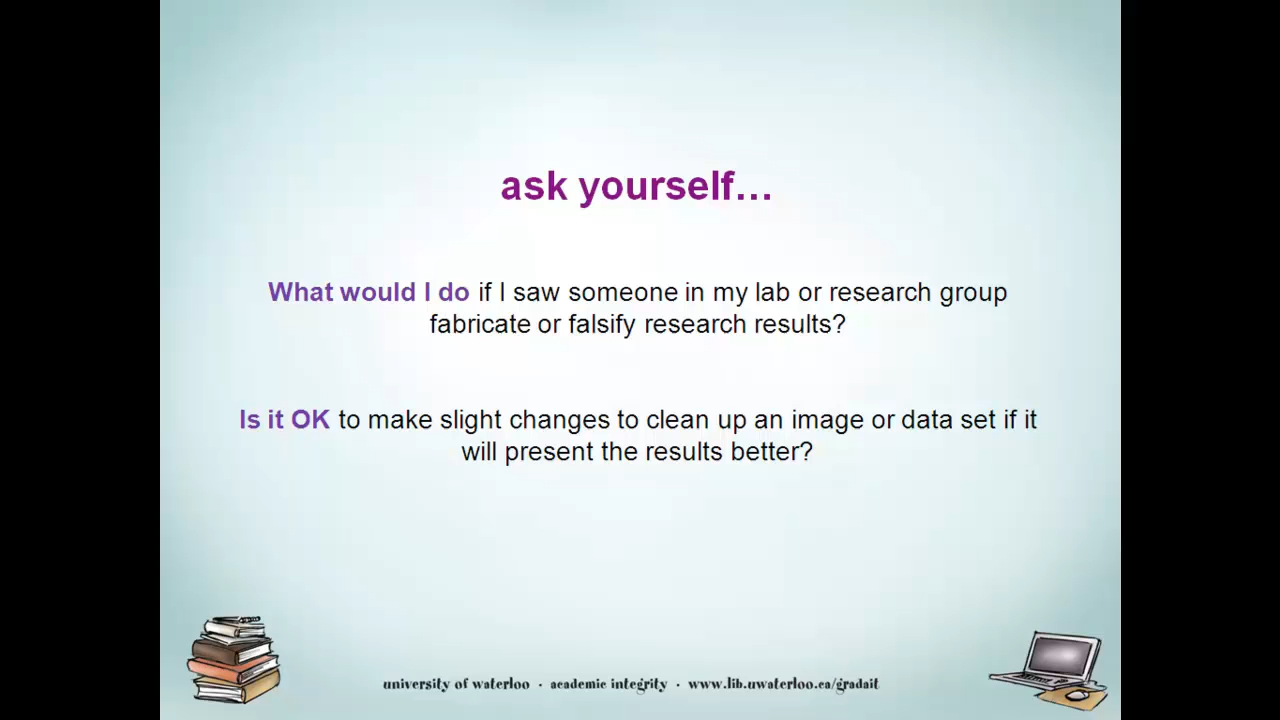 ask yourself…
What would I do if I saw someone in my lab or research group
fabricate or falsify research results?
Is it OK to make slight changes to clean up an image or data set if it
will present the results better?
university of waterloo · academic integrity · www.lib.uwaterloo.ca/gradait